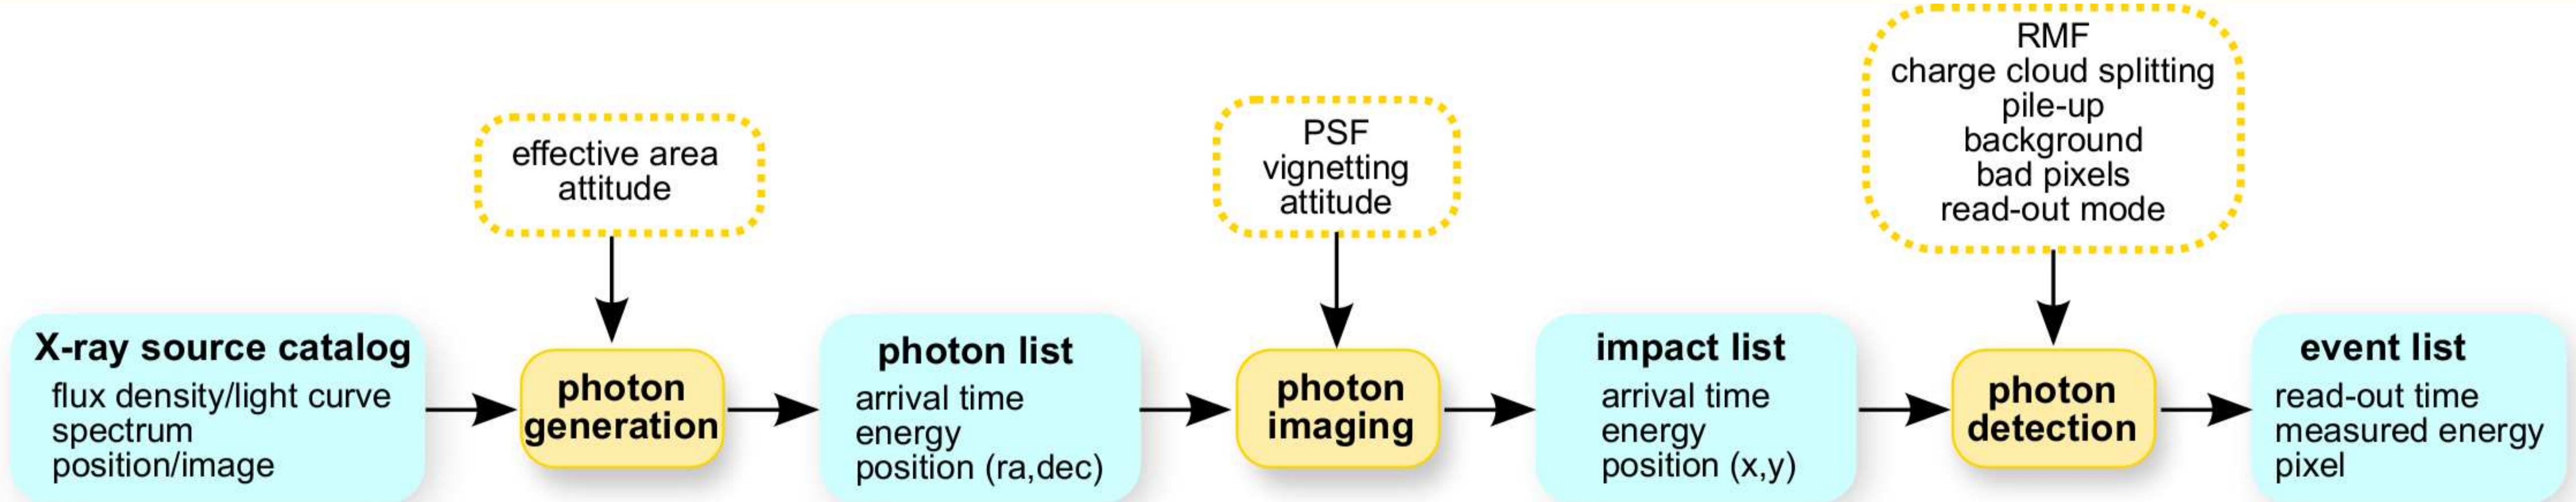 X-ray source catalog
flux density/light curve
spectrum
position/image
effective area
attitude
photon
generation
photon list
arrival time
energy
position (ra,dec)
PSF
vignetting
attitude
photon
imaging
impact list
arrival time
energy
position (x,y)
RMF
charge cloud splitting
pile-up
background
bad pixels
read-out mode
photon
detection
event list
read-out time
measured energy
pixel